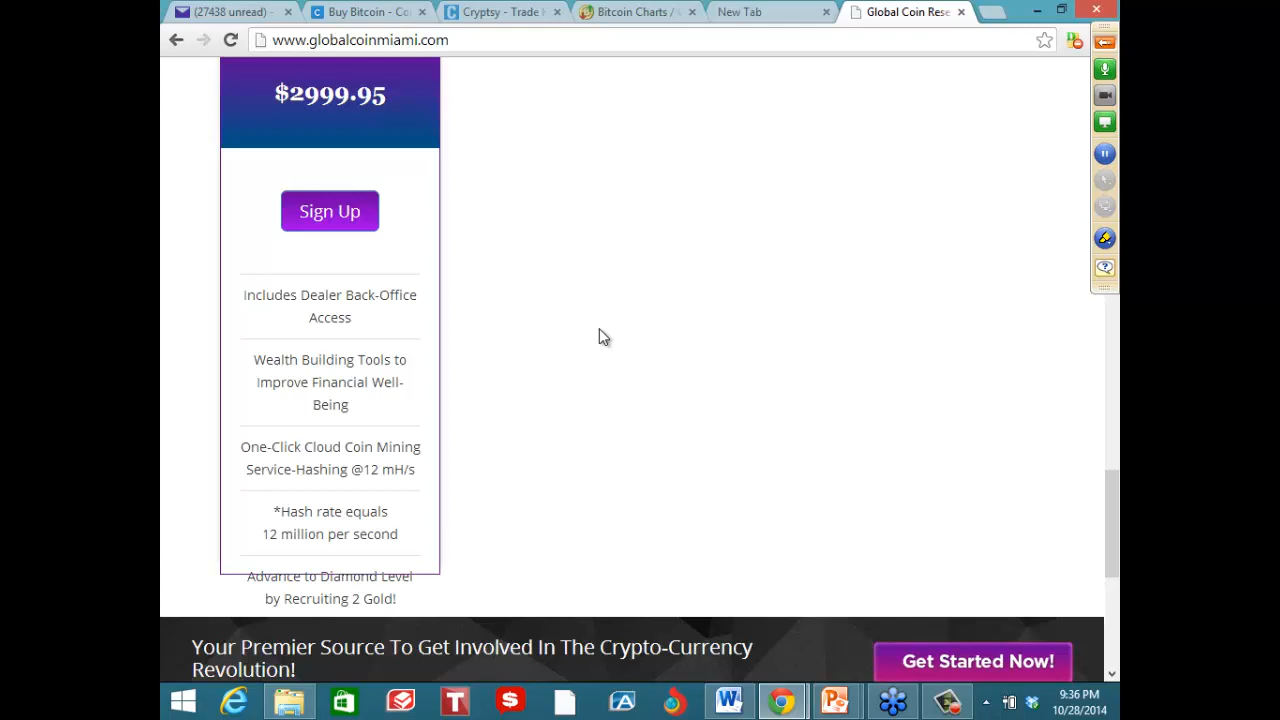 (27438 unread) -
Buy Bitcoin - Co
Cryptsy - Trade
Bitcoin Charts /
New Tab
Global Coin Rese
www.globalcoinmiami.com
$2999.95
Sign Up
Includes Dealer Back-Office
Access
Wealth Building Tools to
Improve Financial Well-
Being
One-Click Cloud Coin Mining
Service-Hashing @12 mH/s
*Hash rate equals
12 million per second
Advance to Diamond Level
by Recruiting 2 Gold!
Your Premier Source To Get Involved In The Crypto-Currency
Revolution!
Get Started Now!
9:36 PM
10/28/2014